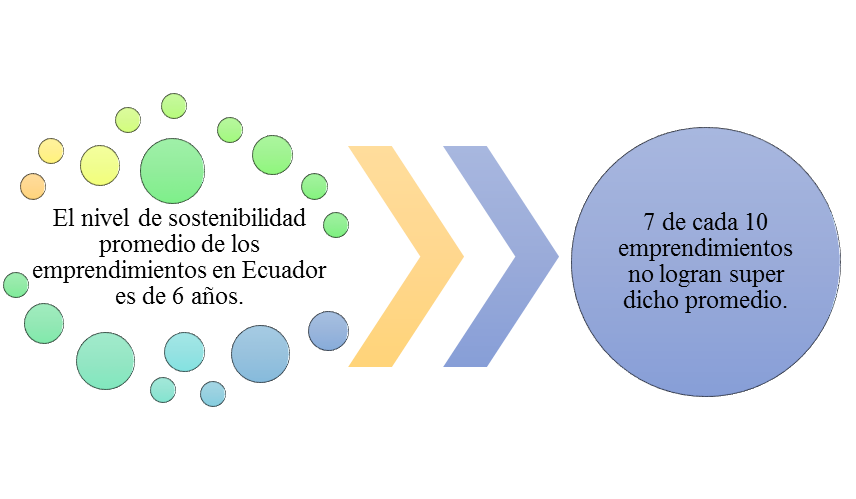 El nivel de sostenibilidad
promedio de los
emprendimientos en Ecuador
es de 6 años.
7 de cada 10
emprendimientos
no logran super
dicho promedio.